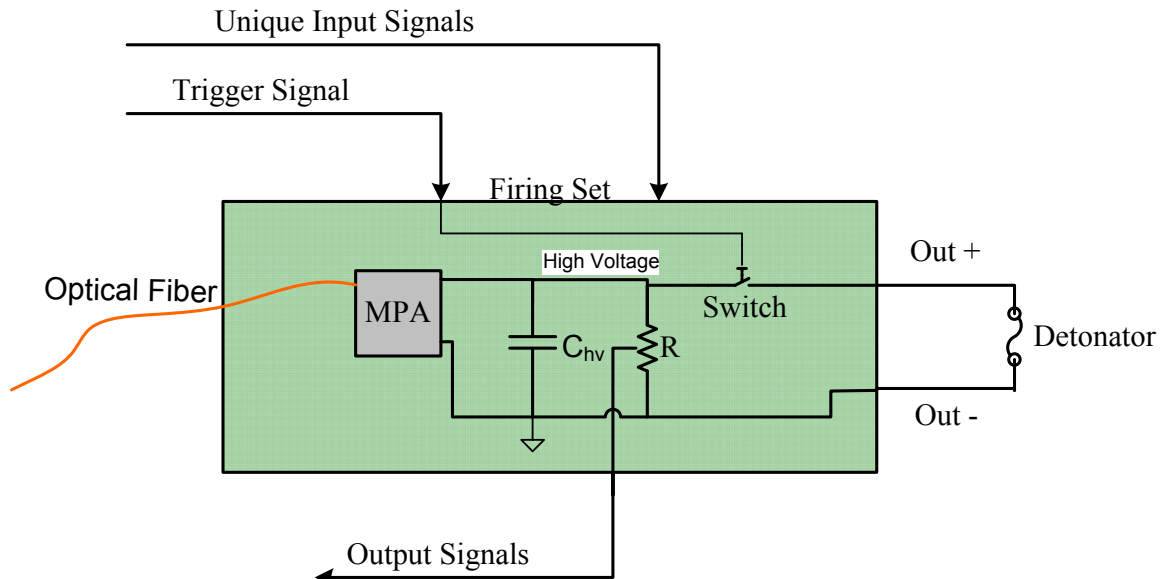 Unique Input Signals
Trigger Signal
Firing Set
High Voltage
Out +
Optical Fiber
MPA
Switch
Detonator
Chv
R
Out -
Output Signals